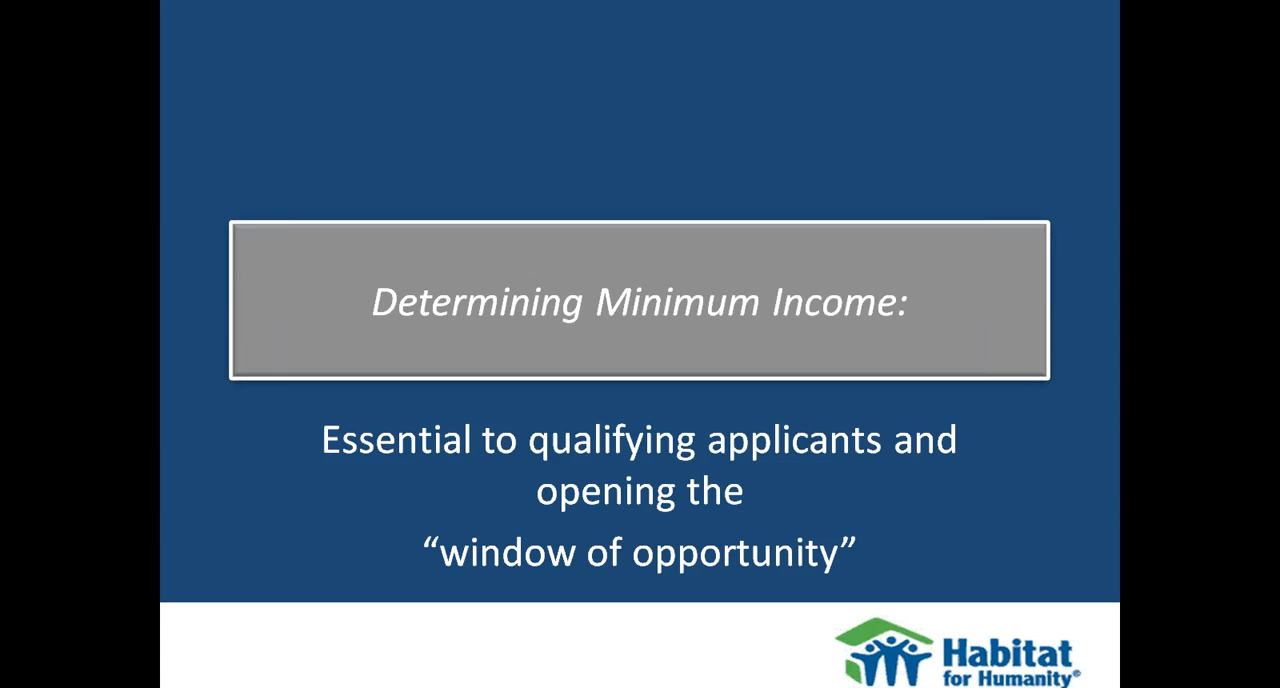 Determining Minimum Income:
Essential to qualifying applicants and
opening the
“window of opportunity”
Habitat
for Humanity®